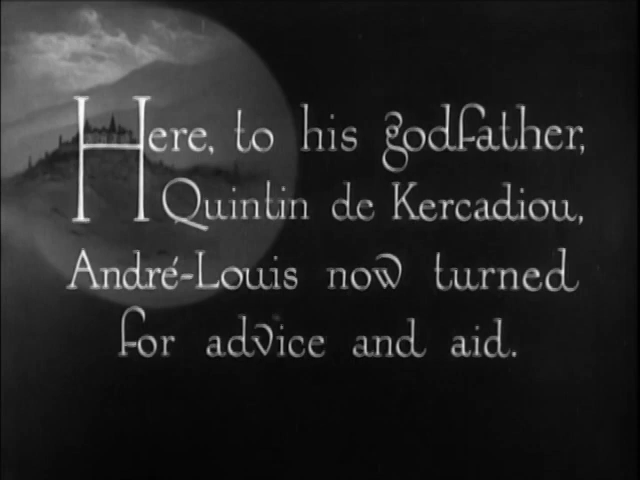 Here, to his godfather,
Quintin de Kercadiou,
André-Louis now turned
for advice and aid.